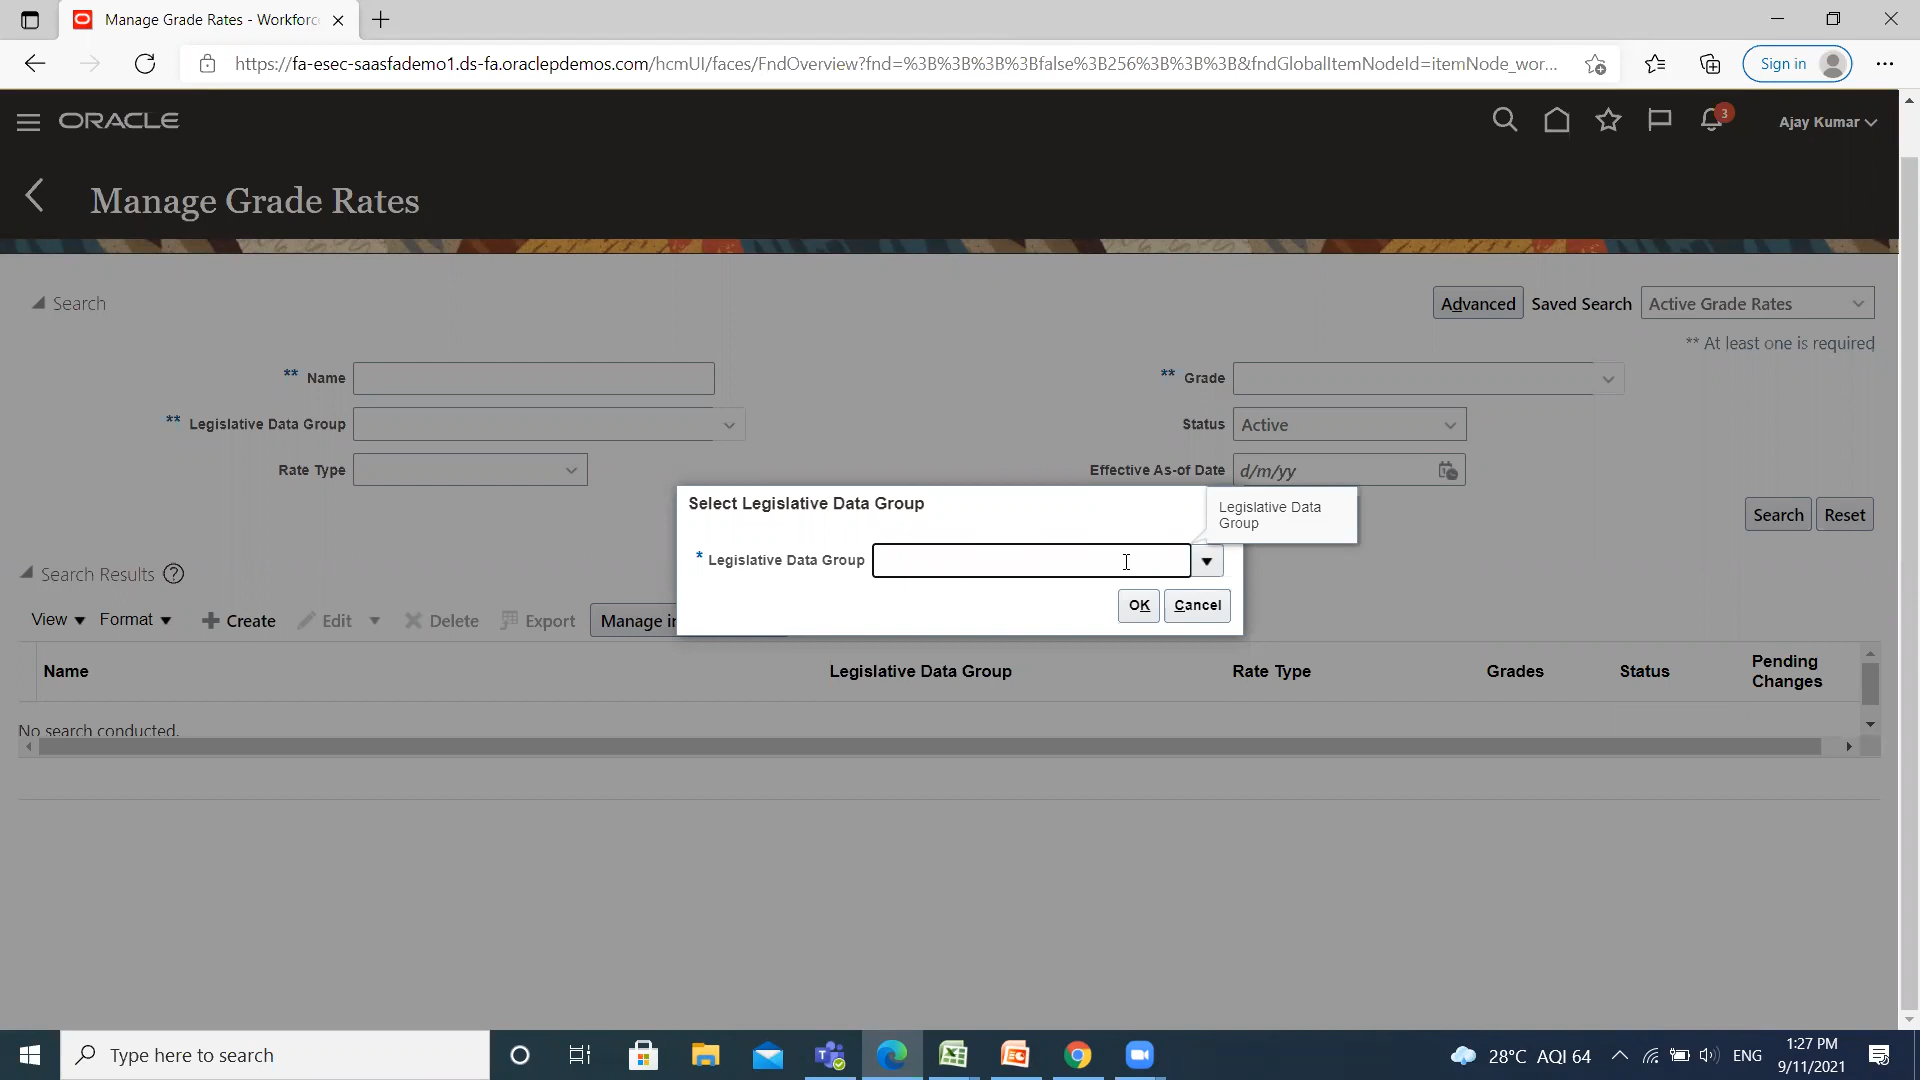 Manage Grade Rates - Workforc
https://fa-esec-saasfademo1.ds-fa.oraclepdemos.com/hcmUI/faces/FndOverview?fnd=%3B%3B%3B%3Bfalse%3B256%3B%3B%3B&fndGlobalItemNodeId=itemNode_wor...
Sign in
ORACLE
3
Ajay Kumar
Manage Grade Rates
Search
Advanced Saved Search Active Grade Rates
** At least one is required
** Name
** Grade
** Legislative Data Group
Status Active
Rate Type
Effective As-of Date d/m/yy
Select Legislative Data Group
Legislative Data
Group
Search Reset
* Legislative Data Group
OK Cancel
Search Results
View Format Create Edit Delete Export Manage in
Name Legislative Data Group Rate Type Grades Status Pending
Changes
No search conducted.
Type here to search
28°C AQI 64
ENG
1:27 PM
9/11/2021